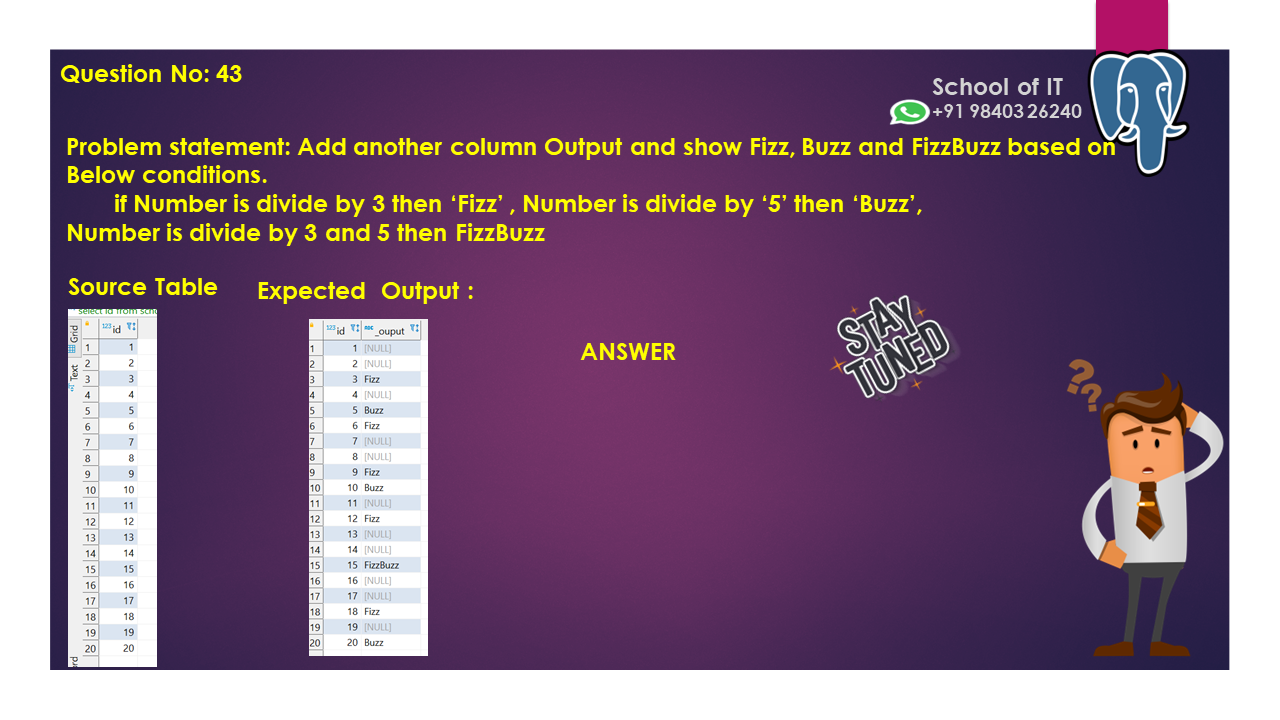 Question No: 43
School of IT
+91 98403 26240
Problem statement: Add another column Output and show Fizz, Buzz and FizzBuzz based on
Below conditions.
if Number is divide by 3 then ‘Fizz’ , Number is divide by ‘5’ then ‘Buzz’,
Number is divide by 3 and 5 then FizzBuzz
Source Table
Expected Output :
ANSWER
STAY
TUNED
??
select id from
Grid
Text
123 id
1 1
2 2
3 3
4 4
5 5
6 6
7 7
8 8
9 9
10 10
11 11
12 12
13 13
14 14
15 15
16 16
17 17
18 18
19 19
20 20
123 id abc _ouput
1 1 [NULL]
2 2 [NULL]
3 3 Fizz
4 4 [NULL]
5 5 Buzz
6 6 Fizz
7 7 [NULL]
8 8 [NULL]
9 9 Fizz
10 10 Buzz
11 11 [NULL]
12 12 Fizz
13 13 [NULL]
14 14 [NULL]
15 15 FizzBuzz
16 16 [NULL]
17 17 [NULL]
18 18 Fizz
19 19 [NULL]
20 20 Buzz